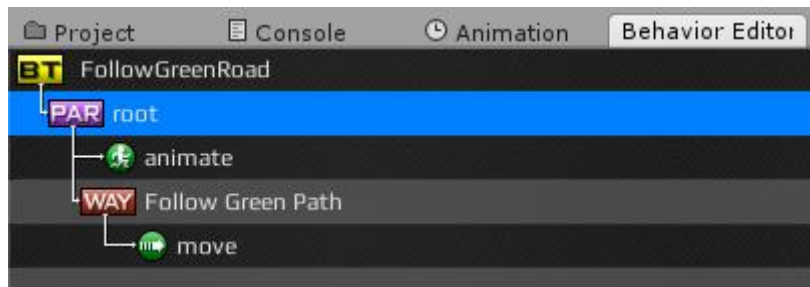 Project Console Animation Behavior Editor
BT FollowGreenRoad
PAR root
animate
WAY Follow Green Path
move